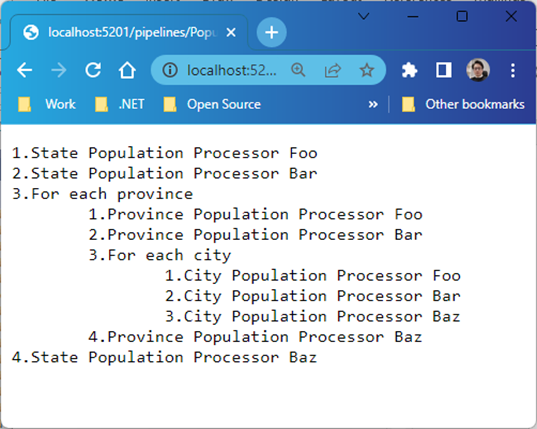 localhost:5201/pipelines/Popu
localhost:52...
Work .NET Open Source » Other bookmarks
1.State Population Processor Foo
2.State Population Processor Bar
3.For each province
1.Province Population Processor Foo
2.Province Population Processor Bar
3.For each city
1.City Population Processor Foo
2.City Population Processor Bar
3.City Population Processor Baz
4.Province Population Processor Baz
4.State Population Processor Baz